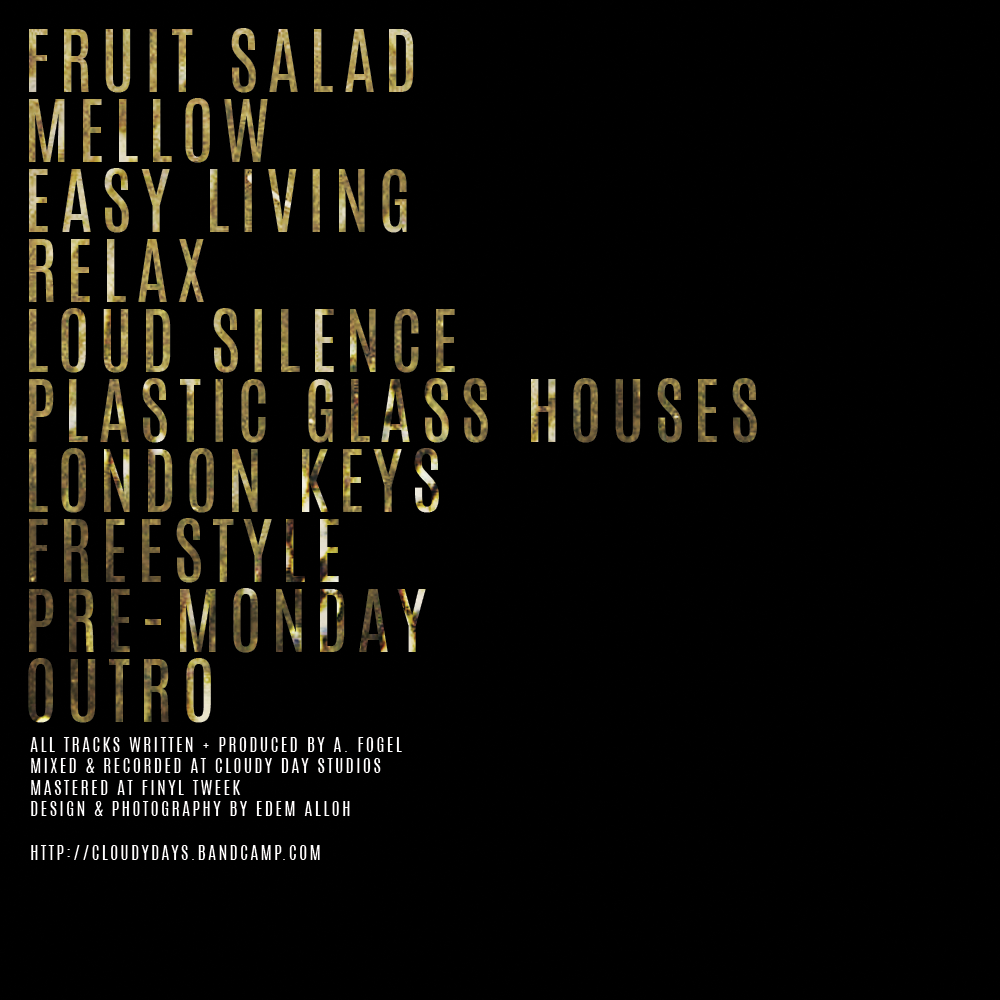 FRUIT SALAD
MELLOW
EASY LIVING
RELAX
LOUD SILENCE
PLASTIC GLASS HOUSES
LONDON KEYS
FREESTYLE
PRE-MONDAY
OUTRO
ALL TRACKS WRITTEN + PRODUCED BY A. FOGEL
MIXED & RECORDED AT CLOUDY DAY STUDIOS
MASTERED AT FINYL TWEEK
DESIGN & PHOTOGRAPHY BY EDEM ALLOH
HTTP://CLOUDYDAYS.BANDCAMP.COM